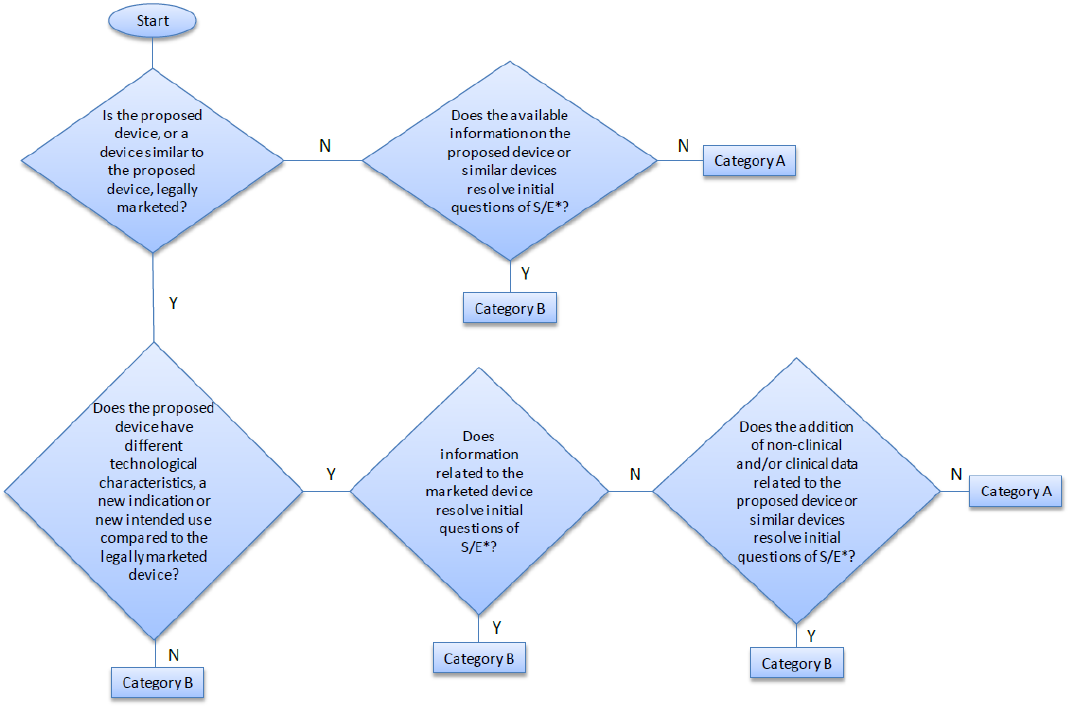 Start
Is the proposed
device, or a
device similar to
the proposed
device, legally
marketed?
N
Does the available
information on the
proposed device or
similar devices
resolve initial
questions of S/E*?
N
Category A
Y
Category B
Y
Does the proposed
device have
different
technological
characteristics, a
new indication or
new intended use
compared to the
legally marketed
device?
Y
Does
information
related to the
marketed device
resolve initial
questions of
S/E*?
N
Does the addition
of non-clinical
and/or clinical data
related to the
proposed device or
similar devices
resolve initial
questions of S/E*?
N
Category A
N
Category B
Y
Category B
Y
Category B